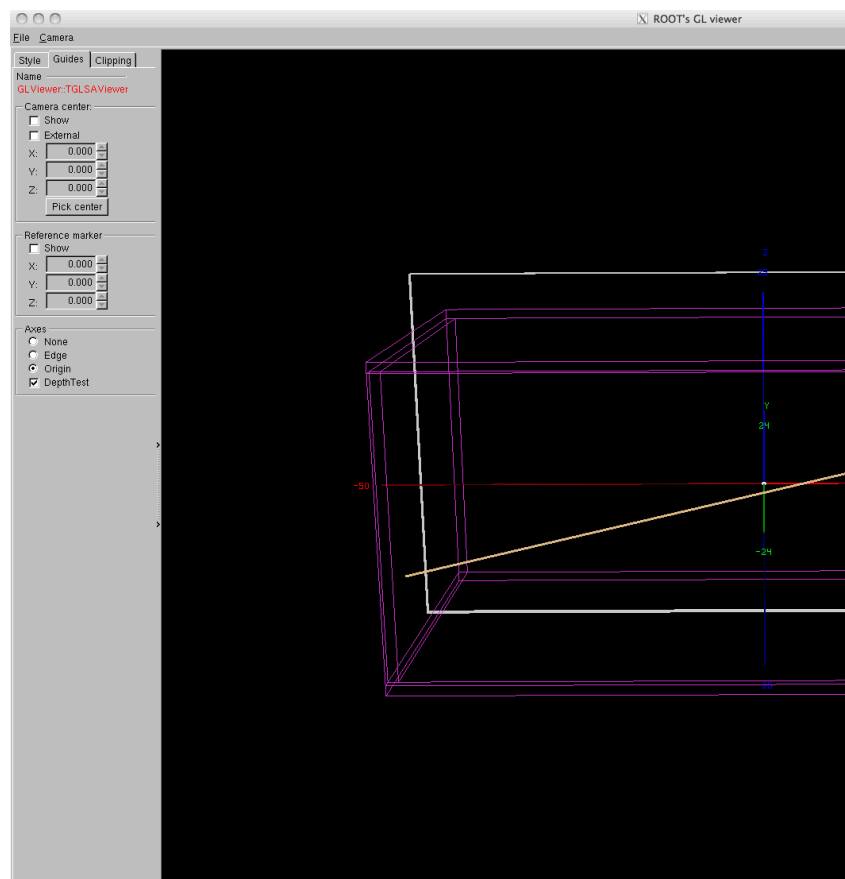 ROOT's GL viewer
File Camera
Style Guides Clipping
Name
GLViewer::TGLSAViewer
Camera center:
Show
External
X: 0.000
Y: 0.000
Z: 0.000
Pick center
Reference marker
Show
X: 0.000
Y: 0.000
Z: 0.000
Axes
None
Edge
Origin
DepthTest
Z
Y
24
-50
-24